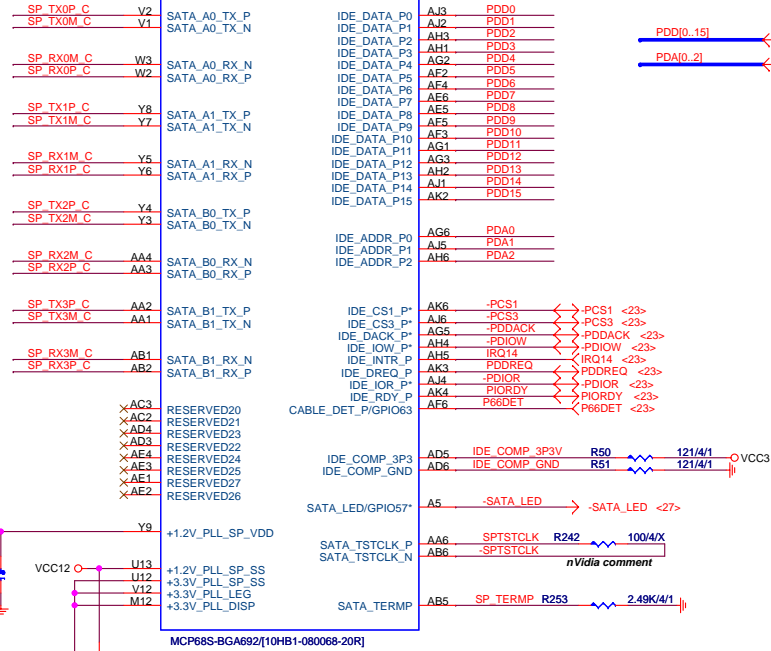 SP_TX0P_C V2 SATA_A0_TX_P IDE_DATA_P0 AJ3 PDD0
SP_TX0M_C V1 SATA_A0_TX_N IDE_DATA_P1 AJ2 PDD1
IDE_DATA_P2 AH3 PDD2 PDD[0..15]
IDE_DATA_P3 AH1 PDD3
SP_RX0M_C W3 SATA_A0_RX_N IDE_DATA_P4 AG2 PDD4 PDA[0..2]
SP_RX0P_C W2 SATA_A0_RX_P IDE_DATA_P5 AF2 PDD5
IDE_DATA_P6 AF4 PDD6
IDE_DATA_P7 AE6 PDD7
SP_TX1P_C Y8 SATA_A1_TX_P IDE_DATA_P8 AE5 PDD8
SP_TX1M_C Y7 SATA_A1_TX_N IDE_DATA_P9 AF5 PDD9
IDE_DATA_P10 AF3 PDD10
IDE_DATA_P11 AG1 PDD11
SP_RX1M_C Y5 SATA_A1_RX_N IDE_DATA_P12 AG3 PDD12
SP_RX1P_C Y6 SATA_A1_RX_P IDE_DATA_P13 AH2 PDD13
IDE_DATA_P14 AJ1 PDD14
IDE_DATA_P15 AK2 PDD15
SP_TX2P_C Y4 SATA_B0_TX_P
SP_TX2M_C Y3 SATA_B0_TX_N
IDE_ADDR_P0 AG6 PDA0
IDE_ADDR_P1 AJ5 PDA1
SP_RX2M_C AA4 SATA_B0_RX_N IDE_ADDR_P2 AH6 PDA2
SP_RX2P_C AA3 SATA_B0_RX_P
SP_TX3P_C AA2 SATA_B1_TX_P IDE_CS1_P* AK6 -PCS1 -PCS1 <23>
SP_TX3M_C AA1 SATA_B1_TX_N IDE_CS3_P* AJ6 -PCS3 -PCS3 <23>
IDE_DACK_P* AG5 -PDDACK -PDDACK <23>
IDE_IOW_P* AH4 -PDIOW -PDIOW <23>
SP_RX3M_C AB1 SATA_B1_RX_N IDE_INTR_P AH5 IRQ14 IRQ14 <23>
SP_RX3P_C AB2 SATA_B1_RX_P IDE_DREQ_P AK3 PDDREQ PDDREQ <23>
IDE_IOR_P* AJ4 -PDIOR -PDIOR <23>
IDE_RDY_P AK4 PIORDY PIORDY <23>
AC3 RESERVED20 CABLE_DET_P/GPIO63 AF6 P66DET P66DET <23>
AC2 RESERVED21
AD4 RESERVED23
AD3 RESERVED22
AE4 RESERVED24 IDE_COMP_3P3 AD5 IDE_COMP_3P3V R50 121/4/1 VCC3
AE3 RESERVED25 IDE_COMP_GND AD6 IDE_COMP_GND R51 121/4/1
AE1 RESERVED27
AE2 RESERVED26
SATA_LED/GPIO57* A5 -SATA_LED -SATA_LED <27>
Y9 +1.2V_PLL_SP_VDD
SATA_TSTCLK_P AA6 SPTSTCLK R242 100/4/X
SATA_TSTCLK_N AB6 -SPTSTCLK
nVidia comment
VCC12 U13 +1.2V_PLL_SP_SS
U12 +3.3V_PLL_SP_SS
V12 +3.3V_PLL_LEG
M12 +3.3V_PLL_DISP SATA_TERMP AB5 SP_TERMP R253 2.49K/4/1
MCP68S-BGA692/[10HB1-080068-20R]